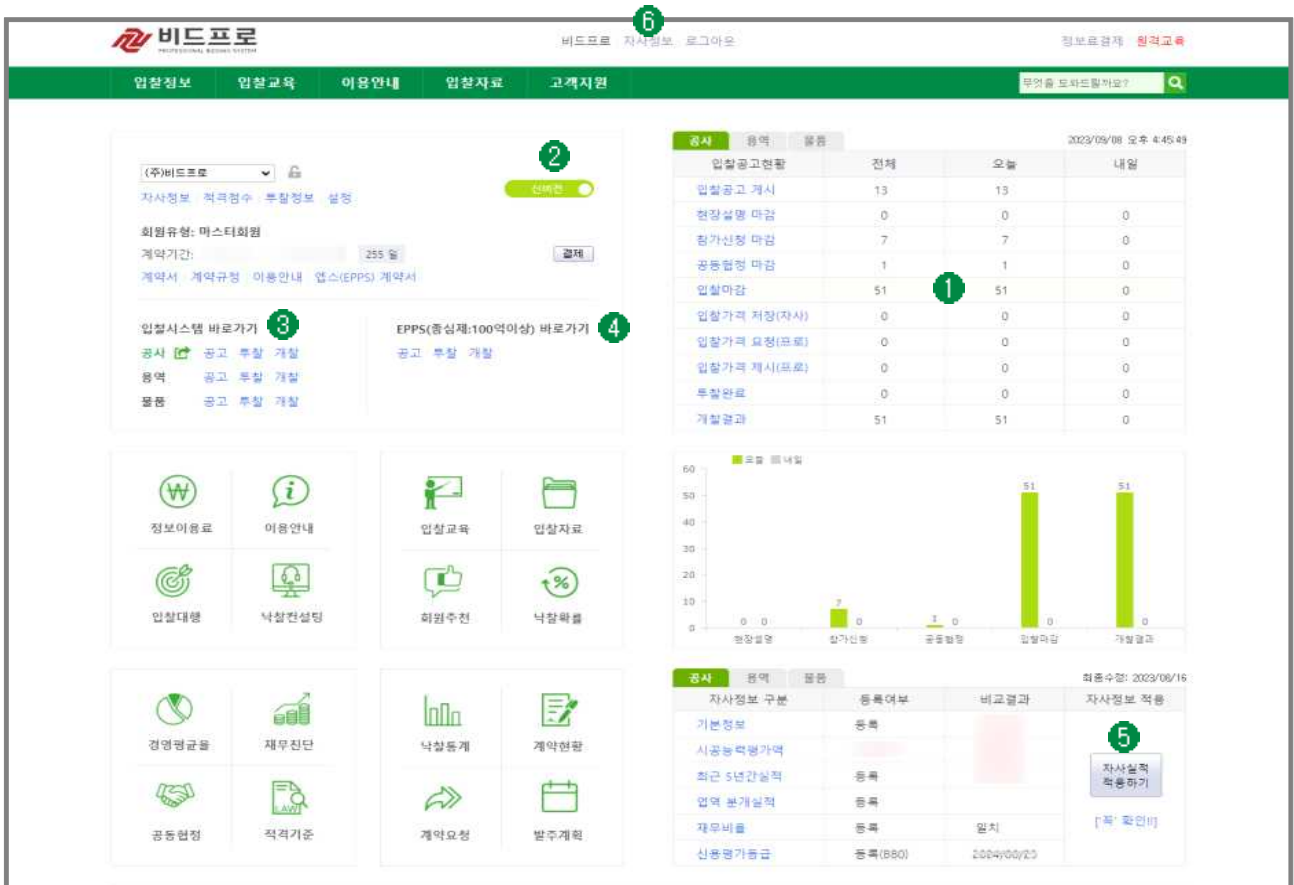 6
비드프로
PROFESSIONAL BIDDING SYSTEM
비드프로 자사정보 로그아웃
정보료결제 원격교육
입찰정보 입찰교육 이용안내 입찰자료 고객지원
무엇을 도와드릴까요?
2
(주)비드프로
자사정보 적격점수 투찰정보 설정
신버전
회원유형: 마스터회원
계약기간: 255 일 결제
계약서 계약규정 이용안내 엡스(EPPS) 계약서
입찰시스템 바로가기 3
공사 공고 투찰 개찰
용역 공고 투찰 개찰
물품 공고 투찰 개찰
EPPS(종심제:100억이상) 바로가기 4
공고 투찰 개찰
공사 용역 물품 2023/09/08 오후 4:45:49
입찰공고현황 전체 오늘 내일
입찰공고 게시 13 13
현장설명 마감 0 0 0
참가신청 마감 7 7 0
공동협정 마감 1 1 0
입찰마감 51 1 51 0
입찰가격 저장(자사) 0 0 0
입찰가격 요청(프로) 0 0 0
입찰가격 제시(프로) 0 0 0
투찰완료 0 0 0
개찰결과 51 51 0
정보이용료 이용안내
입찰대행 낙찰컨설팅
입찰교육 입찰자료
회원추천 낙찰확률
오늘 내일
60
50
40
30
20
10
0
0 0 7 0 1 0 51 0 51 0
현장설명 참가신청 공동협정 입찰마감 개찰결과
경영평균율 재무진단
LAW
공동협정 적격기준
낙찰통계 계약현황
계약요청 발주계획
공사 용역 물품 최종수정: 2023/08/16
자사정보 구분 등록여부 비교결과 자사정보 적용
기본정보 등록
시공능력평가액
최근 5년간실적 등록
업역 분개실적 등록
재무비율 등록 일치
신용평가등급 등록(BB0)
5
자사실적
적용하기
['꼭' 확인!!]